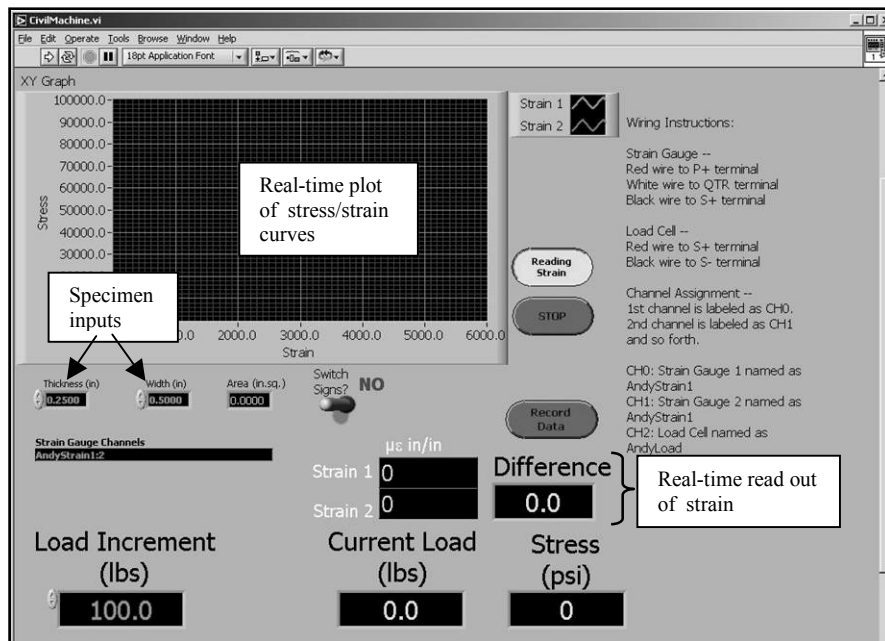 CivilMachine.vi
File Edit Operate Tools Browse Window Help
18pt Application Font
1
XY Graph
100000.0
90000.0
80000.0
70000.0
60000.0
50000.0
40000.0
30000.0
Stress
Real-time plot
of stress/strain
curves
Specimen
inputs
2000.0 3000.0 4000.0 5000.0 6000.0
Strain
Strain 1
Strain 2
Reading
Strain
STOP
Wiring Instructions:
Strain Gauge --
Red wire to P+ terminal
White wire to QTR terminal
Black wire to S+ terminal
Load Cell --
Red wire to S+ terminal
Black wire to S- terminal
Channel Assignment --
1st channel is labeled as CH0.
2nd channel is labeled as CH1
and so forth.
CH0: Strain Gauge 1 named as
AndyStrain1
CH1: Strain Gauge 2 named as
AndyStrain1
CH2: Load Cell named as
AndyLoad
Thickness (in)
0.2500
Width (in)
0.5000
Area (in.sq.)
0.0000
Switch
Signs?
NO
Record
Data
Strain Gauge Channels
AndyStrain1:2
µε in/in
Strain 1 0
Strain 2 0
Difference
0.0
Real-time read out
of strain
Load Increment
(lbs)
100.0
Current Load
(lbs)
0.0
Stress
(psi)
0